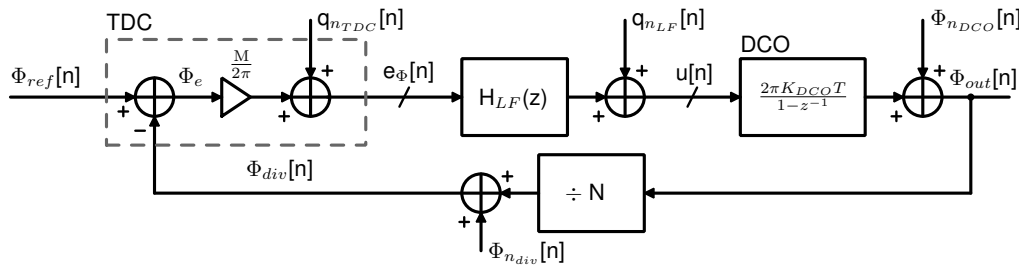 TDC
q_{n_{TDC}}[n]
q_{n_{LF}}[n]
Φ_{n_{DCO}}[n]
DCO
Φ_{ref}[n]
Φ_e
M/2π
e_Φ[n]
H_{LF}(z)
u[n]
2πK_{DCO}T / 1−z^{−1}
Φ_{out}[n]
+
−
+
+
+
+
+
+
Φ_{div}[n]
+
+
÷ N
Φ_{n_{div}}[n]